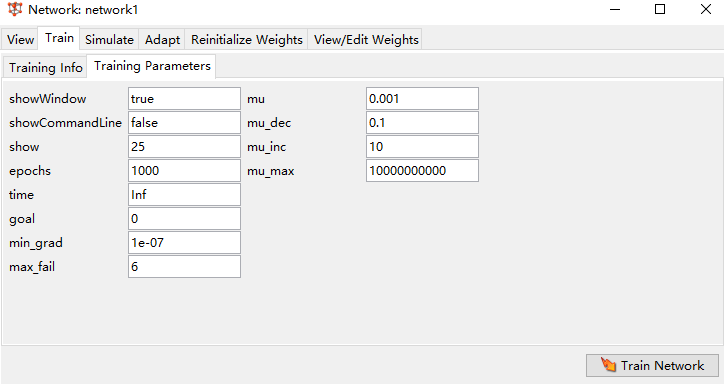 Network: network1
View Train Simulate Adapt Reinitialize Weights View/Edit Weights
Training Info Training Parameters
showWindow true mu 0.001
showCommandLine false mu_dec 0.1
show 25 mu_inc 10
epochs 1000 mu_max 10000000000
time Inf
goal 0
min_grad 1e-07
max_fail 6
Train Network